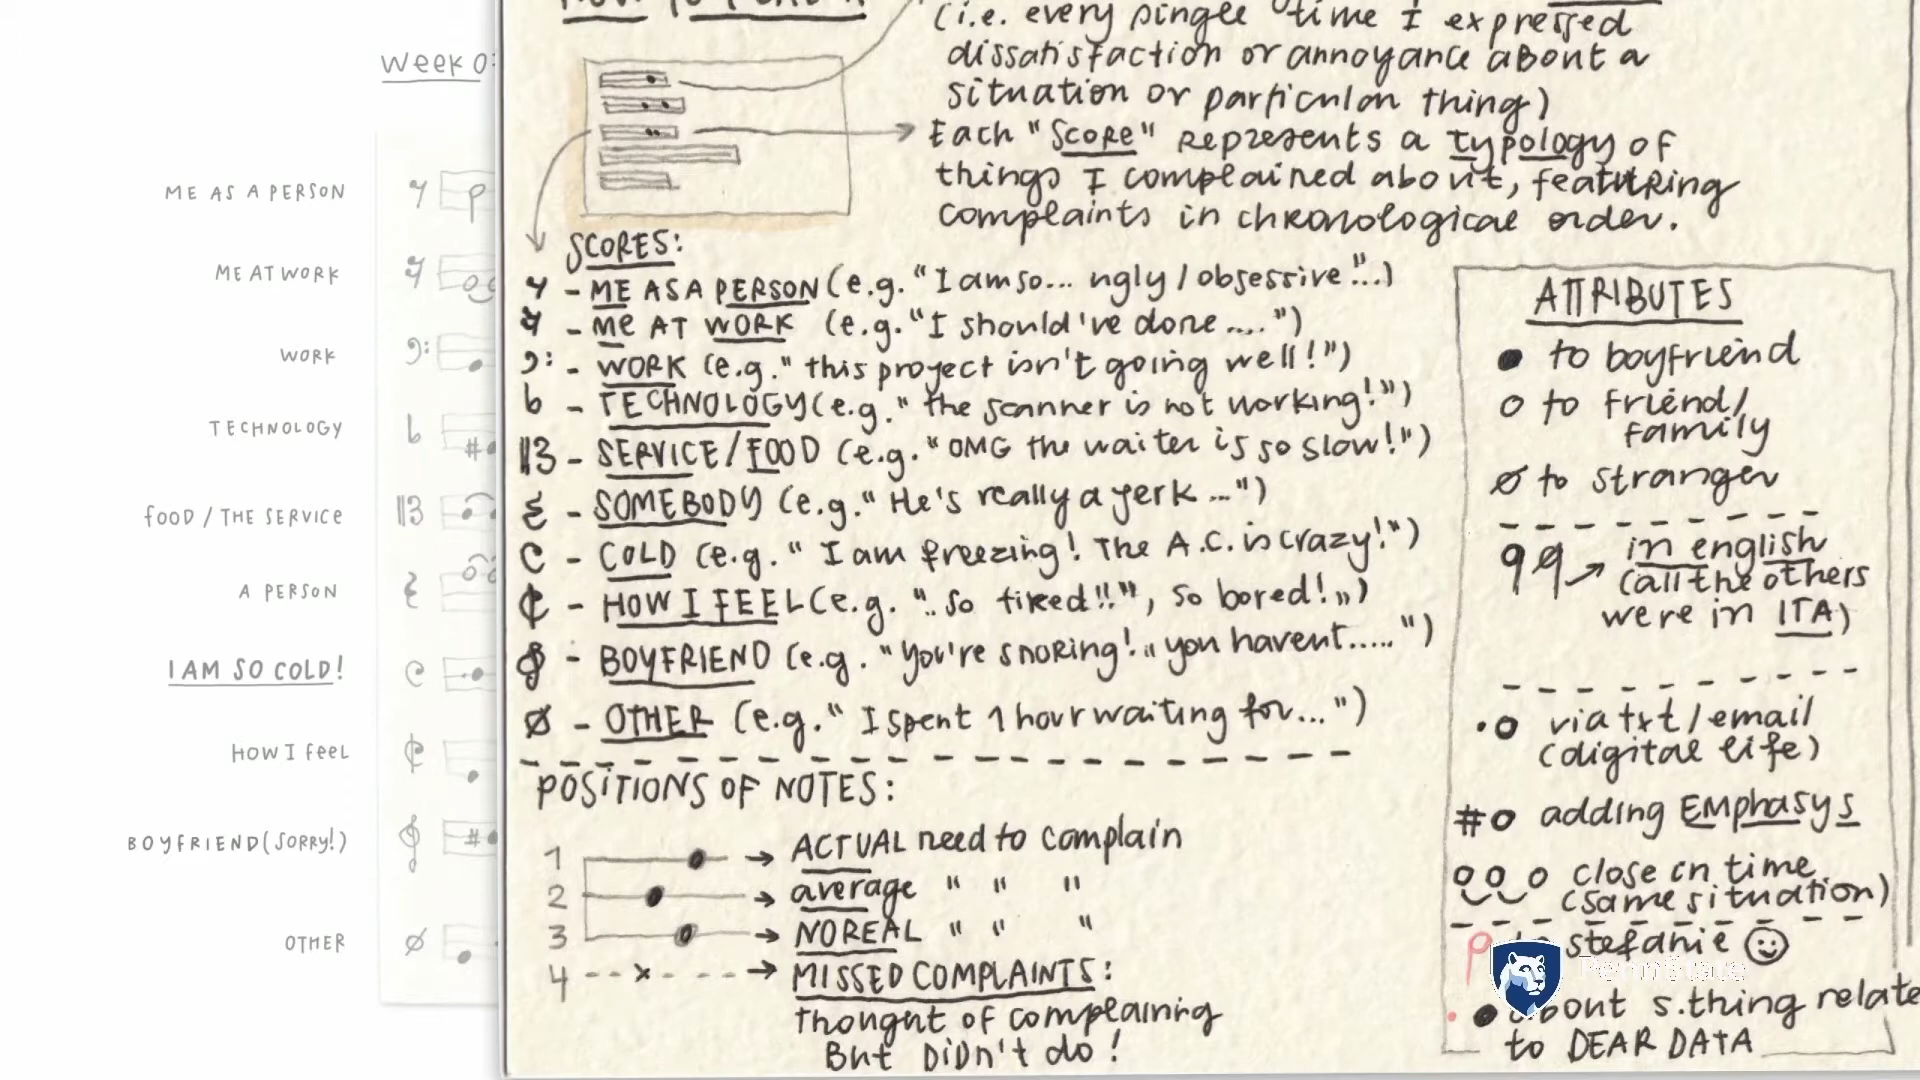 Week 0
ME AS A PERSON
ME AT WORK
WORK
TECHNOLOGY
FOOD / THE SERVICE
A PERSON
I AM SO COLD!
HOW I feel
BOYFRIEND (SORRY!)
OTHER
(i.e. every single time I expressed
dissatisfaction or annoyance about a
situation or particular thing)
Each "Score" represents a typology of
things I complained about, featuring
complaints in chronological order.
SCORES:
- ME AS A PERSON (e.g. "I am so... ugly / obsessive"...)
- Me AT WORK (e.g. "I should've done....")
- WORK (e.g. "this project isn't going well!")
- TECHNOLOGY (e.g. "the scanner is not working!")
- SERVICE/FOOD (e.g. "OMG the waiter is so slow!")
- SOMEBODY (e.g. "He's really a jerk...")
- COLD (e.g. "I am freezing! The A.C. is crazy!")
- HOW I FEEL (e.g. "..so tired!!", so bored!")
- BOYFRIEND (e.g. "You're snoring!" "you havent.....")
Ø - OTHER (e.g. "I spent 1 hour waiting for...")
POSITIONS OF NOTES:
1 → ACTUAL need to complain
2 → average " " "
3 → NO REAL " " "
4 --x--- → MISSED COMPLAINTS:
thought of complaining
But DiDn't do!
ATTRIBUTES
to boyfriend
to friend/
family
to stranger
in english
(all the others
were in ITA)
via txt/email
(digital life)
# adding Emphasys
close in time
(same situation)
to stefanie
about s.thing relate
to DEAR DATA
PennState